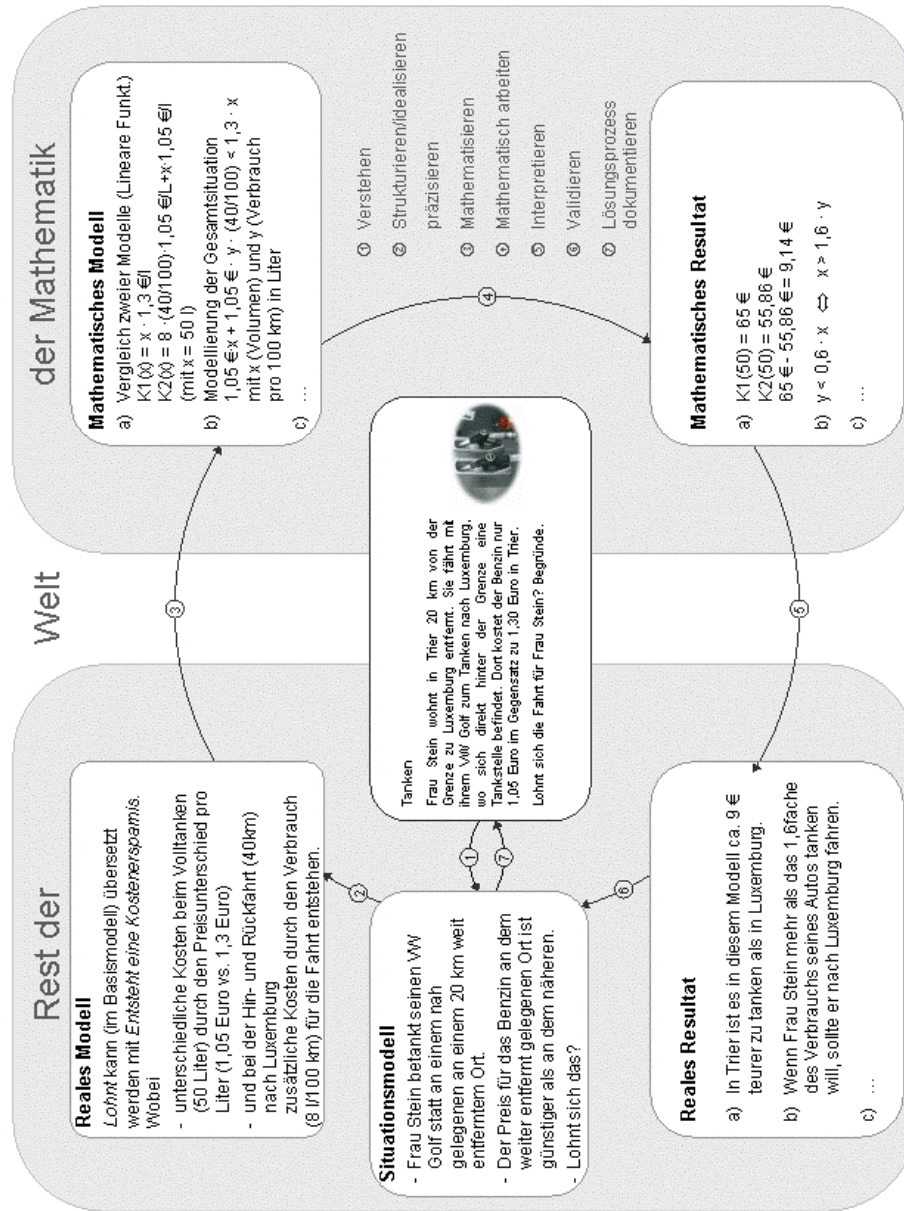 Rest der Welt der Mathematik
Reales Modell
Lohnt kann (im Basismodell) übersetzt
werden mit Entsteht eine Kostenerspamis.
Wobei
- unterschiedliche Kosten beim Volltanken
(50 Liter) durch den Preisunterschied pro
Liter (1,05 Euro vs. 1,3 Euro)
- und bei der Hin- und Rückfahrt (40km)
nach Luxemburg
zusätzliche Kosten durch den Verbrauch
(8 l/100 km) für die Fahrt entstehen.
③
Mathematisches Modell
a) Vergleich zweier Modelle (Lineare Funkt.)
K1(x) = x · 1,3 €/l
K2(x) = 8 ·(40/100)·1,05 €/L+x·1,05 €/l
(mit x = 50 l)
b) Modellierung der Gesamtsituation
1,05 €·x + 1,05 € · y · (40/100) < 1,3 · x
mit x (Volumen) und y (Verbrauch
pro 100 km) in Liter
c) ...
②
Situationsmodell
- Frau Stein betankt seinen VW
Golf statt an einem nah
gelegenen an einem 20 km weit
entferntem Ort.
- Der Preis für das Benzin an dem
weiter entfernt gelegenen Ort ist
günstiger als an dem näheren.
- Lohnt sich das?
①
⑦
Tanken
Frau Stein wohnt in Trier 20 km von der
Grenze zu Luxemburg entfernt. Sie fährt mit
ihrem VW Golf zum Tanken nach Luxemburg,
wo sich direkt hinter der Grenze eine
Tankstelle befindet. Dort kostet der Benzin nur
1,05 Euro im Gegensatz zu 1,30 Euro in Trier.
Lohnt sich die Fahrt für Frau Stein? Begründe.
④
① Verstehen
② Strukturieren/idealisieren
präzisieren
③ Mathematisieren
④ Mathematisch arbeiten
⑤ Interpretieren
⑥ Validieren
⑦ Lösungsprozess
dokumentieren
⑥
Reales Resultat
a) In Trier ist es in diesem Modell ca. 9 €
teurer zu tanken als in Luxemburg.
b) Wenn Frau Stein mehr als das 1,6fache
des Verbrauchs seines Autos tanken
will, sollte er nach Luxemburg fahren.
c) ...
⑤
Mathematisches Resultat
a) K1(50) = 65 €
K2(50) = 55,86 €
65 €- 55,86 €= 9,14 €
b) y < 0,6 · x ⇔ x > 1,6 · y
c) ...